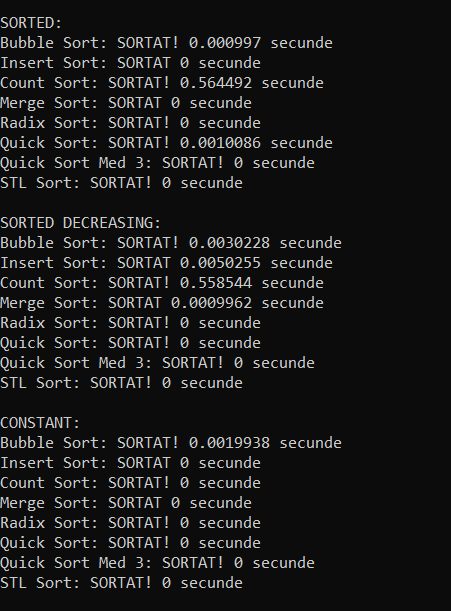 SORTED:
Bubble Sort: SORTAT! 0.000997 secunde
Insert Sort: SORTAT 0 secunde
Count Sort: SORTAT! 0.564492 secunde
Merge Sort: SORTAT 0 secunde
Radix Sort: SORTAT! 0 secunde
Quick Sort: SORTAT! 0.0010086 secunde
Quick Sort Med 3: SORTAT! 0 secunde
STL Sort: SORTAT! 0 secunde
SORTED DECREASING:
Bubble Sort: SORTAT! 0.0030228 secunde
Insert Sort: SORTAT 0.0050255 secunde
Count Sort: SORTAT! 0.558544 secunde
Merge Sort: SORTAT 0.0009962 secunde
Radix Sort: SORTAT! 0 secunde
Quick Sort: SORTAT! 0 secunde
Quick Sort Med 3: SORTAT! 0 secunde
STL Sort: SORTAT! 0 secunde
CONSTANT:
Bubble Sort: SORTAT! 0.0019938 secunde
Insert Sort: SORTAT 0 secunde
Count Sort: SORTAT! 0 secunde
Merge Sort: SORTAT 0 secunde
Radix Sort: SORTAT! 0 secunde
Quick Sort: SORTAT! 0 secunde
Quick Sort Med 3: SORTAT! 0 secunde
STL Sort: SORTAT! 0 secunde